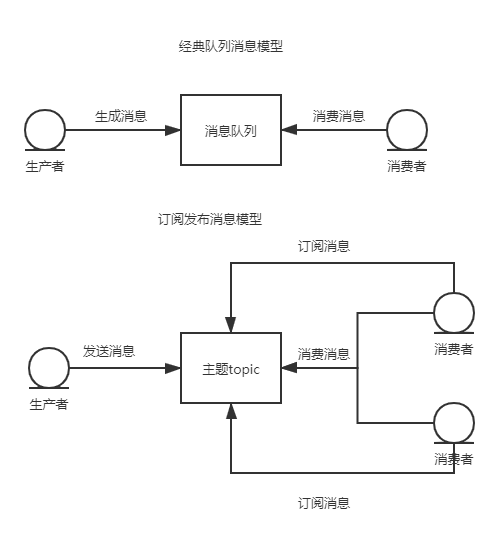 经典队列消息模型
生成消息
消费消息
消息队列
生产者
消费者
订阅发布消息模型
订阅消息
发送消息
消费消息
主题topic
消费者
生产者
消费者
订阅消息